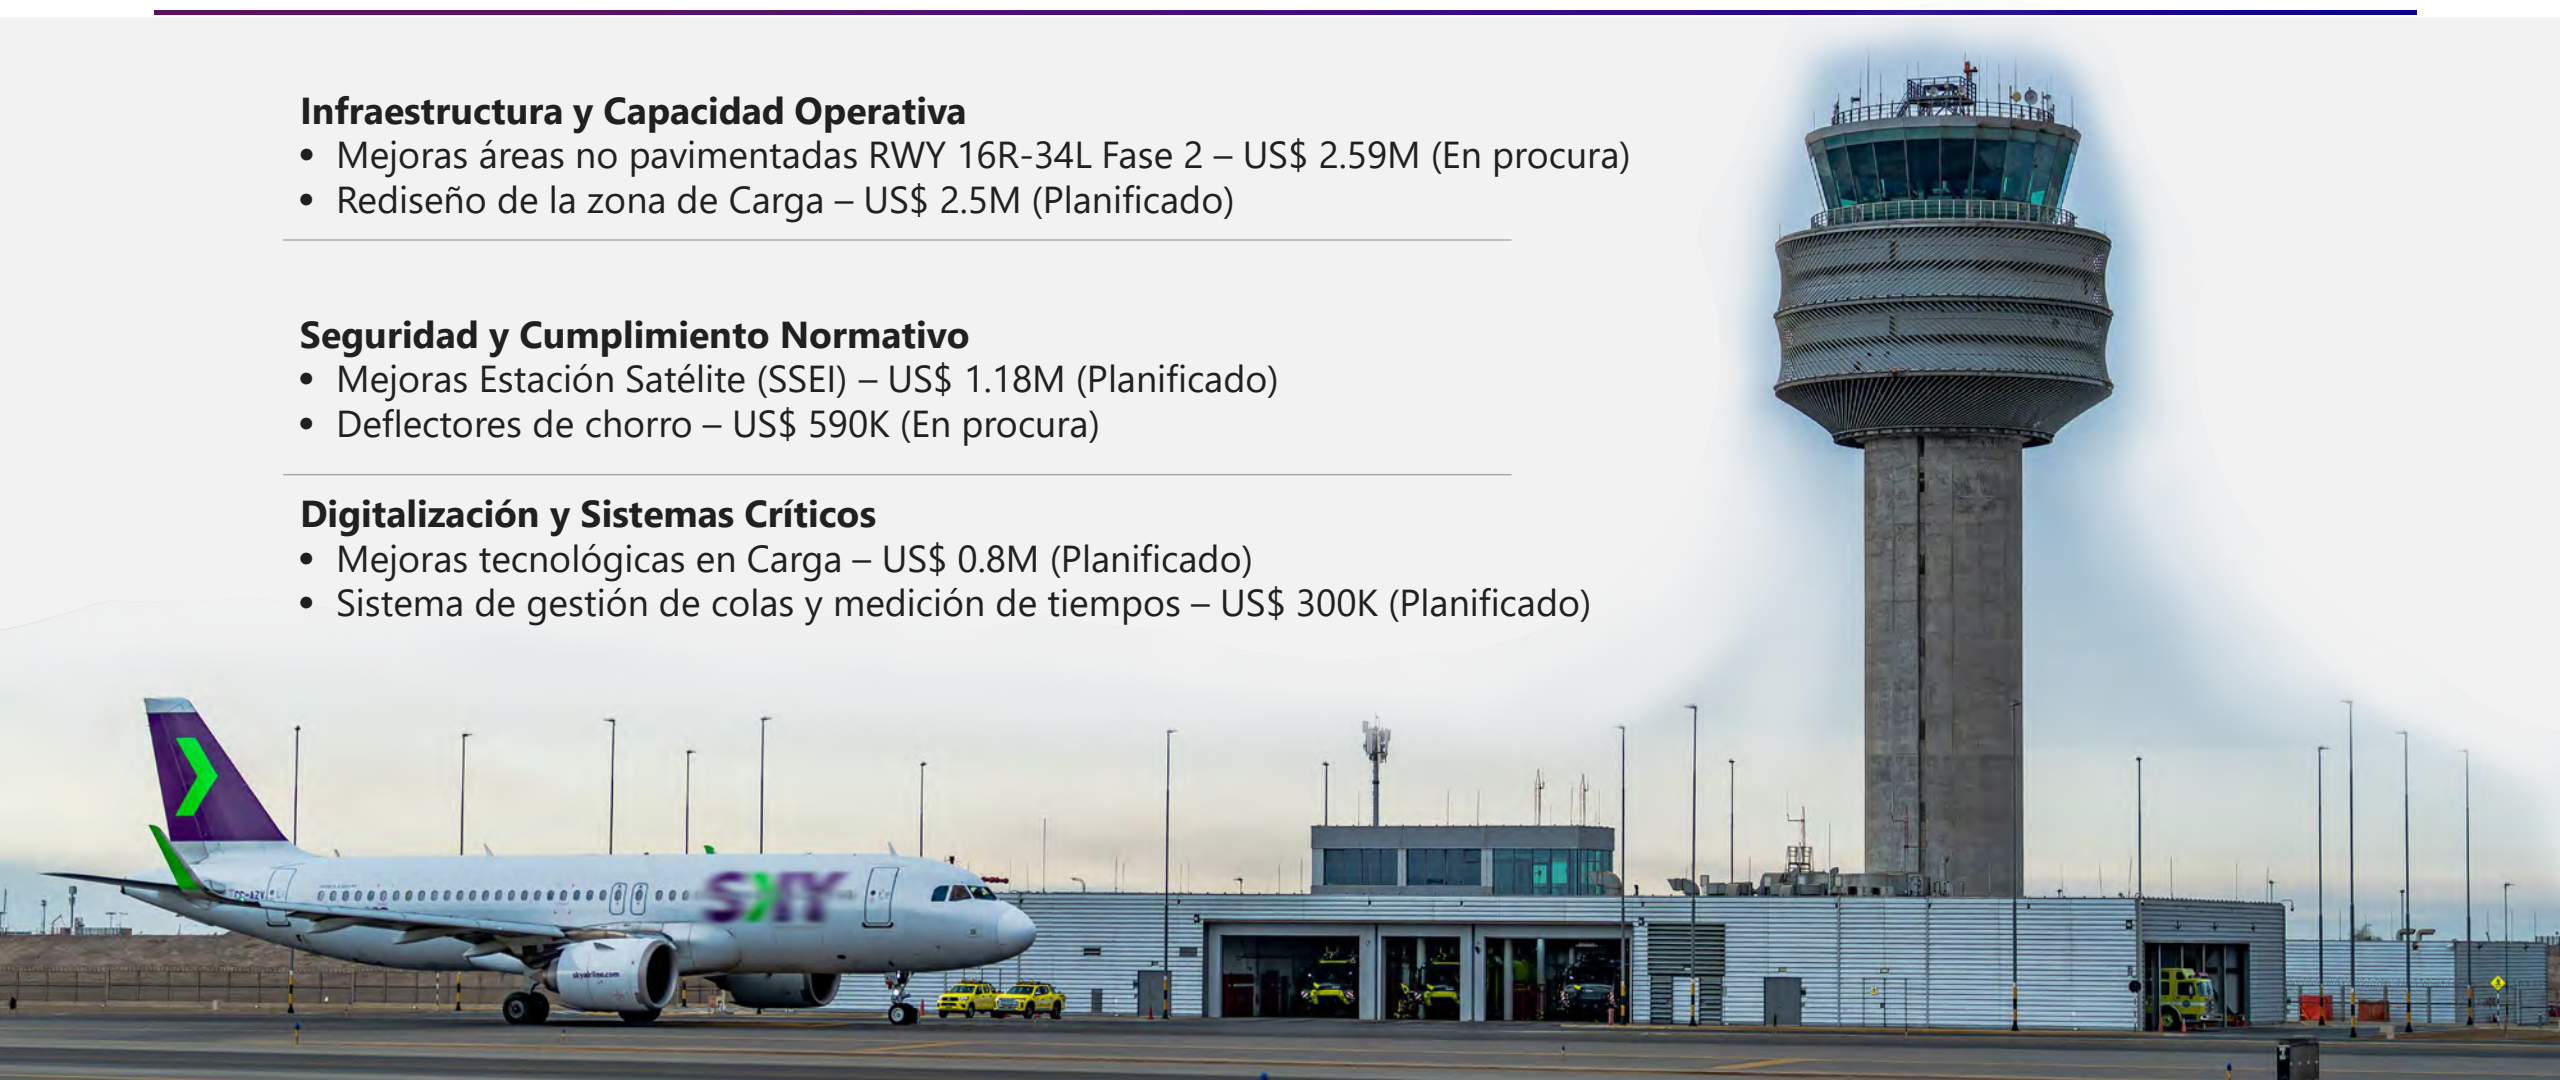 Infraestructura y Capacidad Operativa
• Mejoras áreas no pavimentadas RWY 16R-34L Fase 2 – US$ 2.59M (En procura)
• Rediseño de la zona de Carga – US$ 2.5M (Planificado)
Seguridad y Cumplimiento Normativo
• Mejoras Estación Satélite (SSEI) – US$ 1.18M (Planificado)
• Deflectores de chorro – US$ 590K (En procura)
Digitalización y Sistemas Críticos
• Mejoras tecnológicas en Carga – US$ 0.8M (Planificado)
• Sistema de gestión de colas y medición de tiempos – US$ 300K (Planificado)
SKY
skyairline.com